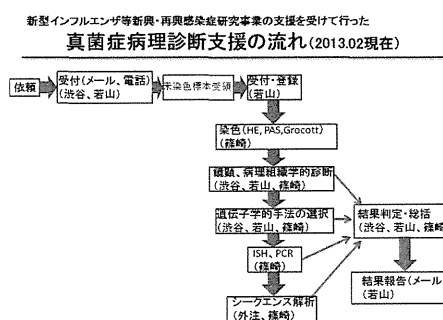 新型インフルエンザ等新興・再興感染症研究事業の支援を受けて行った
真菌症病理診断支援の流れ(2013.02現在)
依頼
受付(メール、電話)
(渋谷、若山)
未染色標本受領
受付・登録
(若山)
染色(HE, PAS,Grocott)
(篠崎)
鏡顕、病理組織学的診断
(渋谷、若山、篠崎)
遺伝子学的手法の選択
(渋谷、若山、篠崎)
結果判定・総括
(渋谷、若山、篠崎
ISH、PCR
(篠崎)
結果報告(メール
(若山)
シークエンス解析
(外注、篠崎)